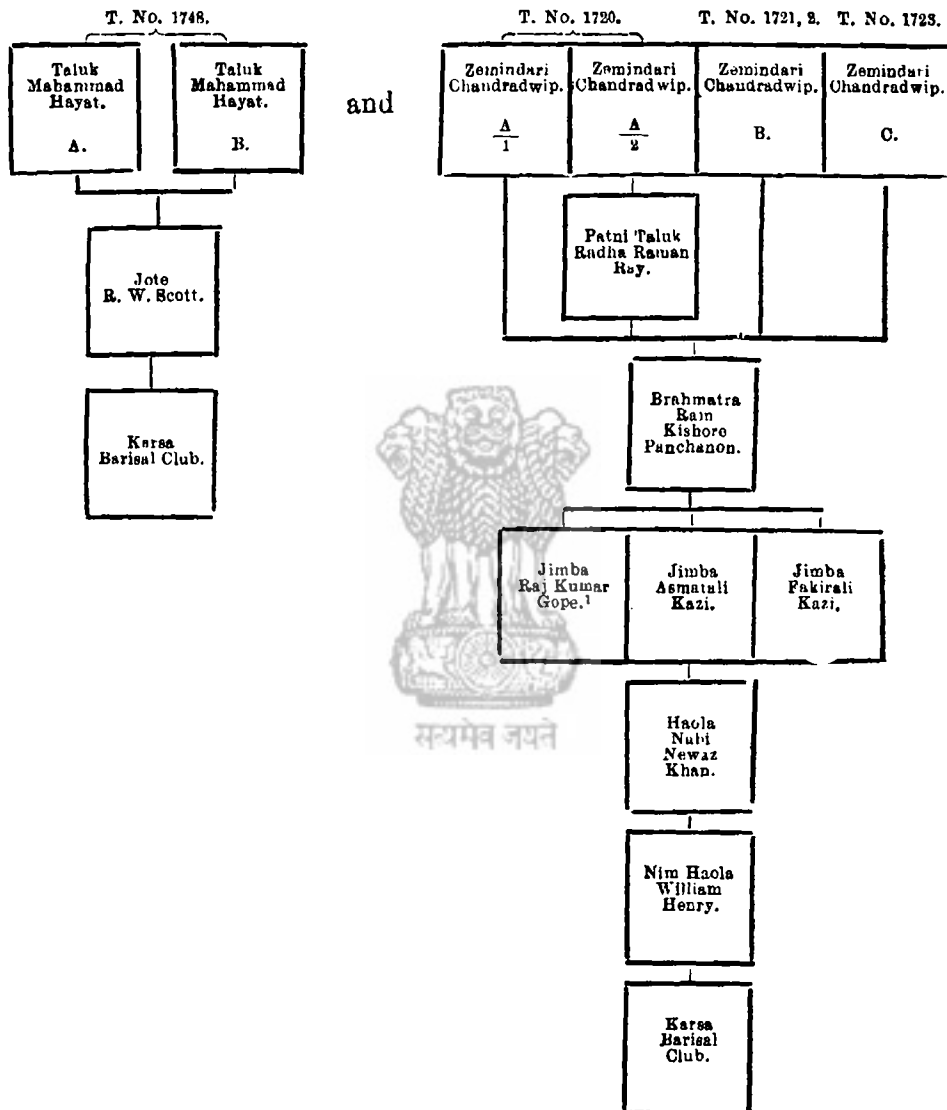 T. No. 1748.
Taluk
Mahammad
Hayat.
A.
Taluk
Mahammad
Hayat.
B.
Jote
R. W. Scott.
Karsa
Barisal Club.
and
T. No. 1720.
T. No. 1721, 2.
T. No. 1723.
Zemindari
Chandradwip.
A
1
Zemindari
Chandradwip.
A
2
Zemindari
Chandradwip.
B.
Zemindari
Chandradwip.
C.
Patni Taluk
Radha Raman
Ray.
Brahmatra
Ram
Kishore
Panchanon.
Jimba
Raj Kumar
Gope.¹
Jimba
Asmatali
Kazi.
Jimba
Fakirali
Kazi.
Haola
Nabi
Newaz
Khan.
Nim Haola
William
Henry.
Karsa
Barisal
Club.
सत्यमेव जयते